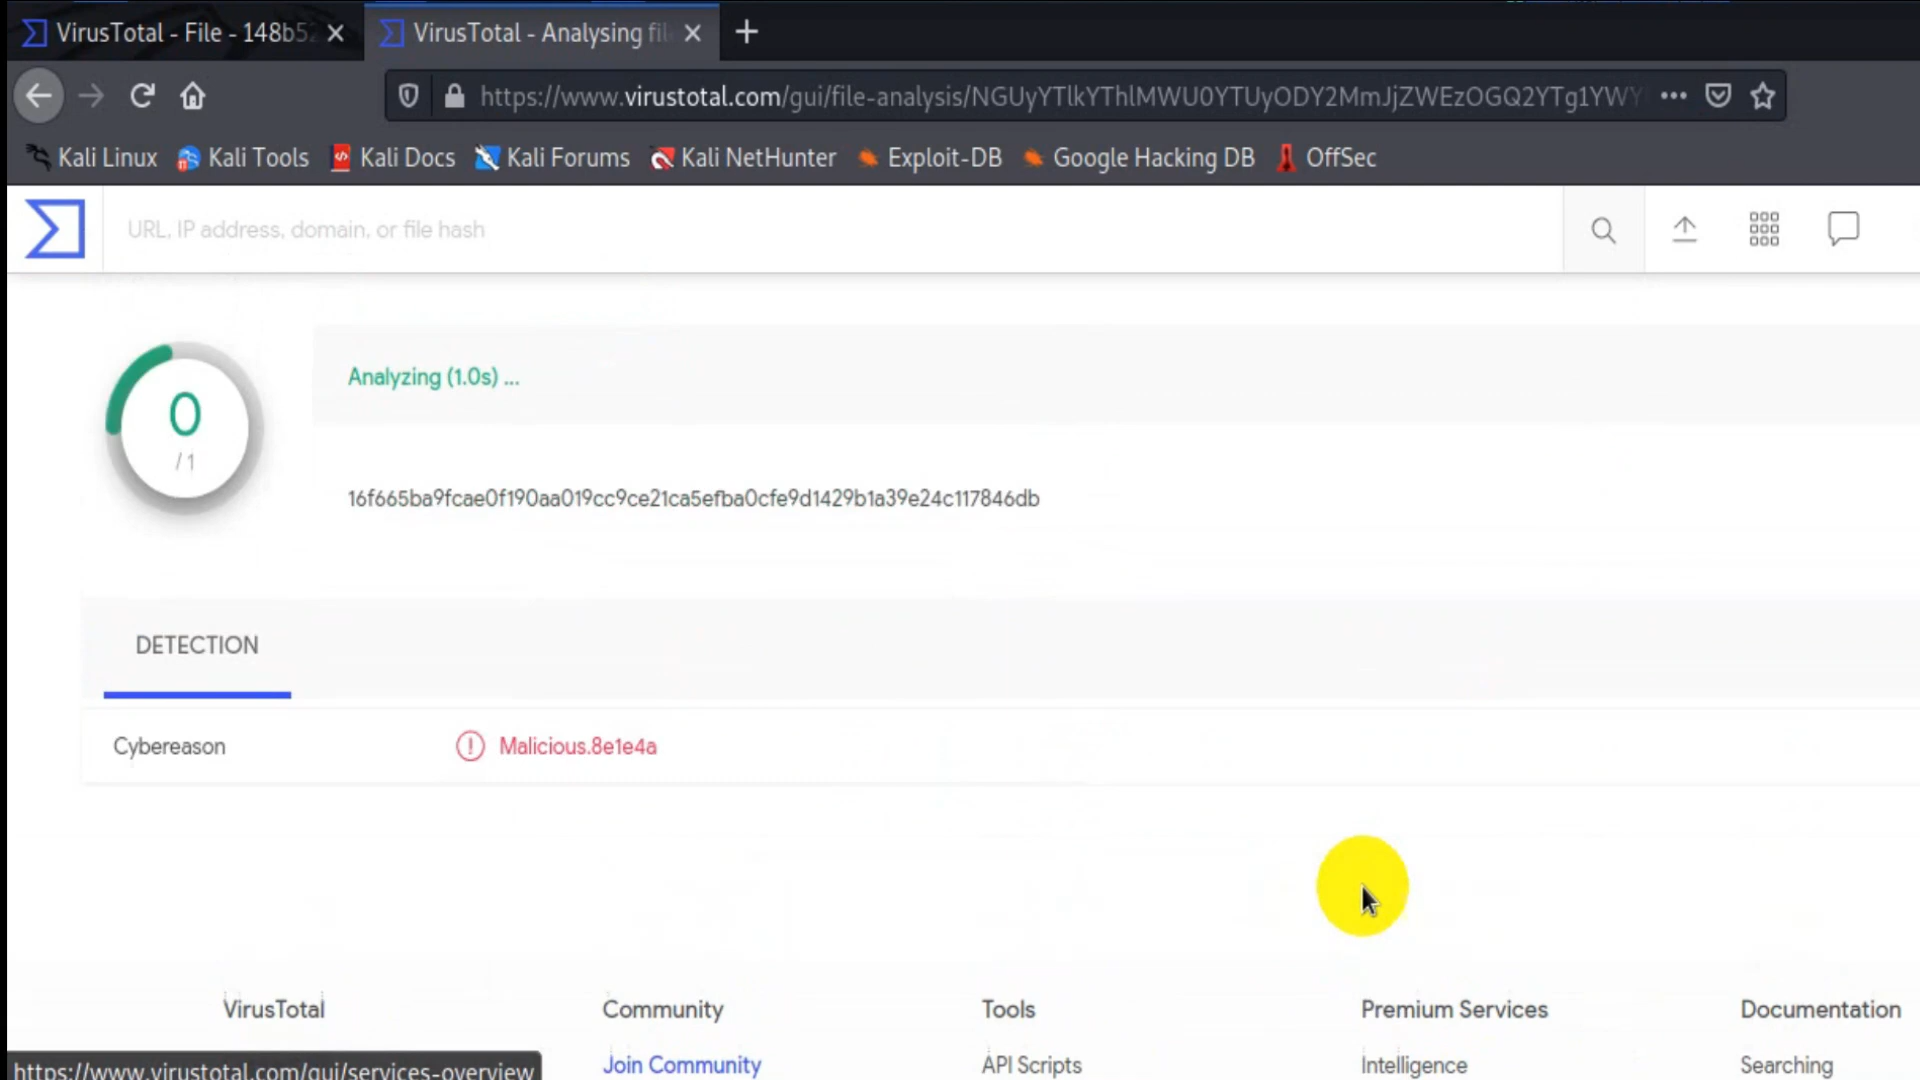 VirusTotal - File - 148b52
VirusTotal - Analysing fil
https://www.virustotal.com/gui/file-analysis/NGUyYTlkYThlMWU0YTUyODY2MmJjZWEzOGQ2YTg1YWY
Kali Linux Kali Tools Kali Docs Kali Forums Kali NetHunter Exploit-DB Google Hacking DB OffSec
URL, IP address, domain, or file hash
0
/ 1
Analyzing (1.0s) ...
16f665ba9fcae0f190aa019cc9ce21ca5efba0cfe9d1429b1a39e24c117846db
DETECTION
Cybereason Malicious.8e1e4a
VirusTotal Community Tools Premium Services Documentation
Join Community API Scripts Intelligence Searching
https://www.virustotal.com/gui/services-overview